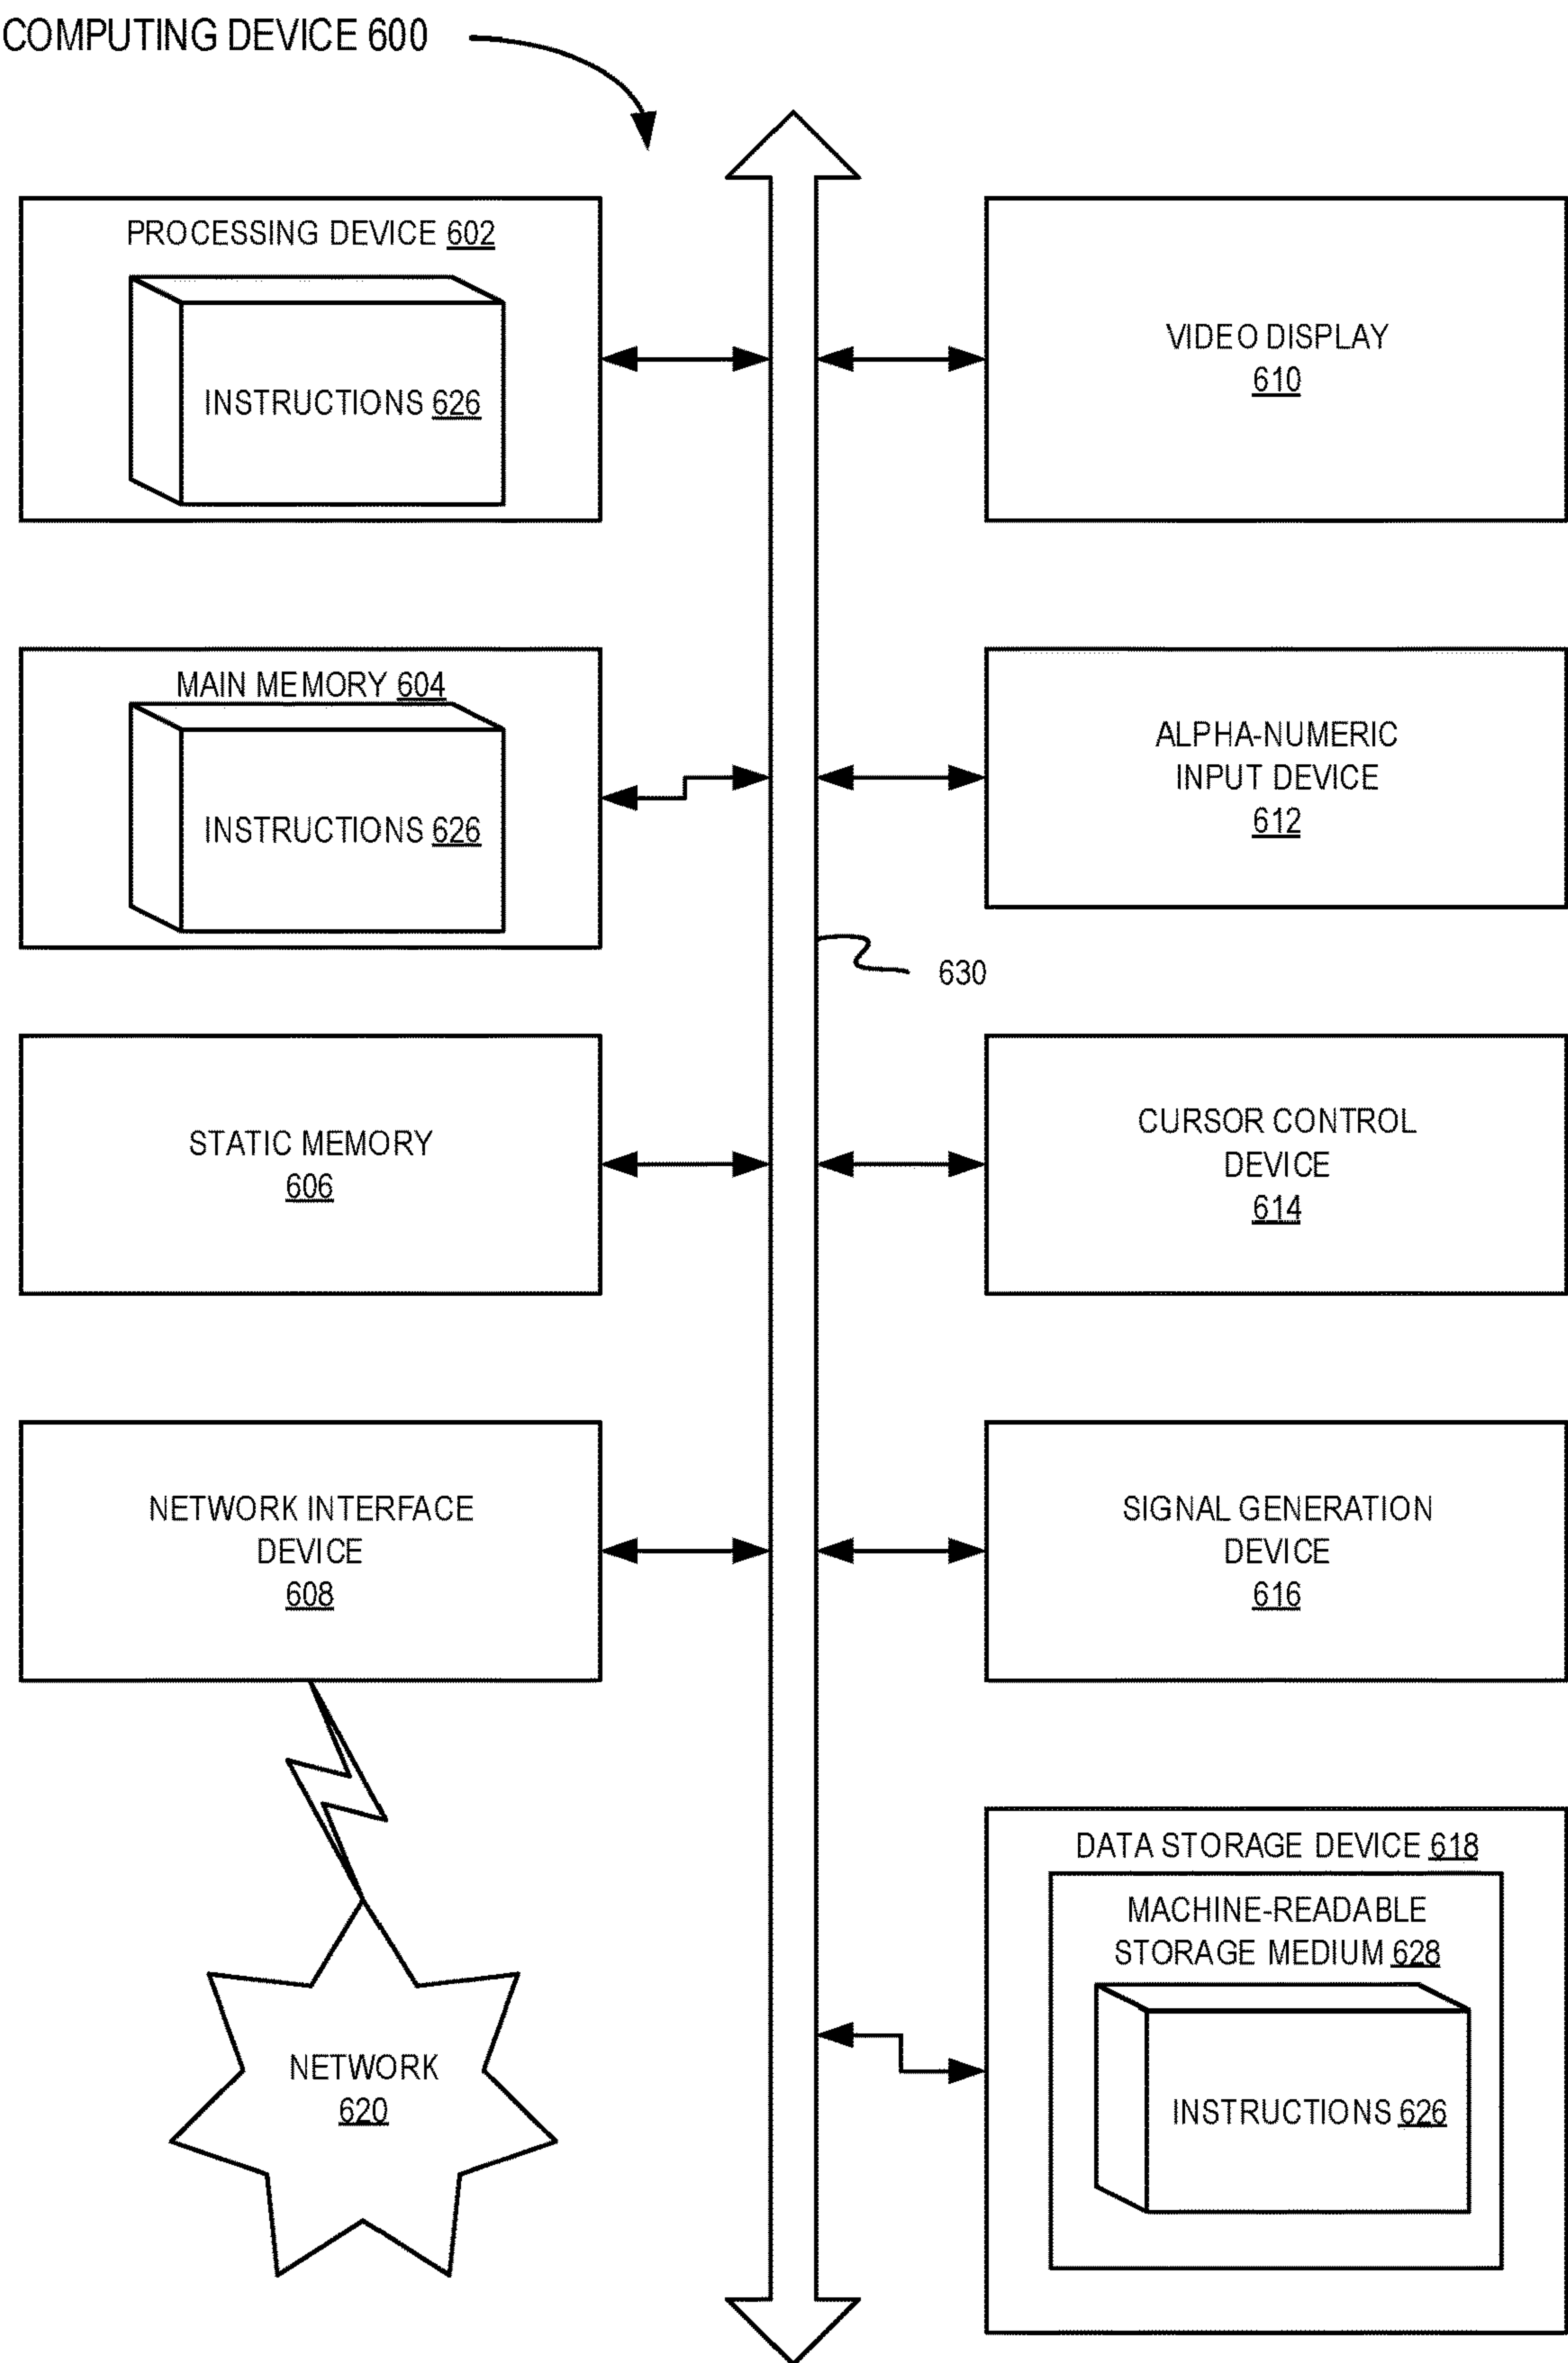 COMPUTING DEVICE 600
PROCESSING DEVICE 602
INSTRUCTIONS 626
VIDEO DISPLAY
610
MAIN MEMORY 604
INSTRUCTIONS 626
ALPHA-NUMERIC
INPUT DEVICE
612
630
STATIC MEMORY
606
CURSOR CONTROL
DEVICE
614
NETWORK INTERFACE
DEVICE
608
SIGNAL GENERATION
DEVICE
616
DATA STORAGE DEVICE 618
MACHINE-READABLE
STORAGE MEDIUM 628
INSTRUCTIONS 626
NETWORK
620